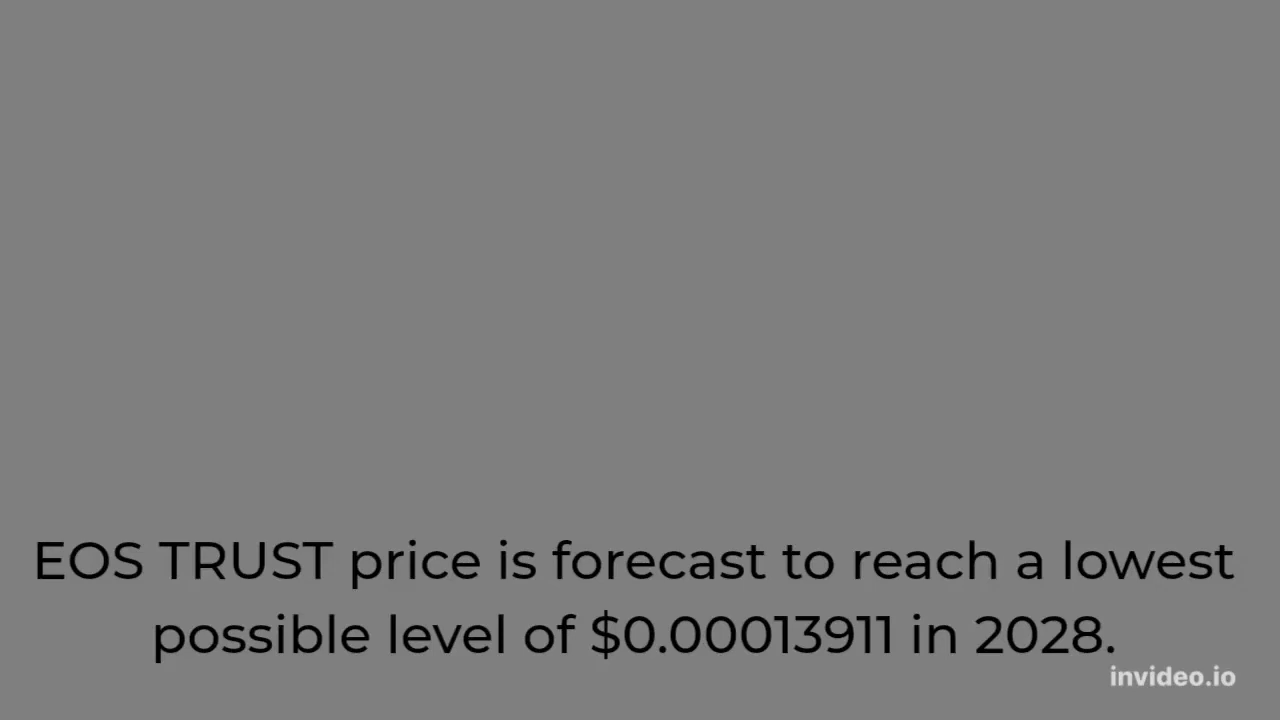 EOS TRUST price is forecast to reach a lowest
possible level of $0.00013911 in 2028.
invideo.io